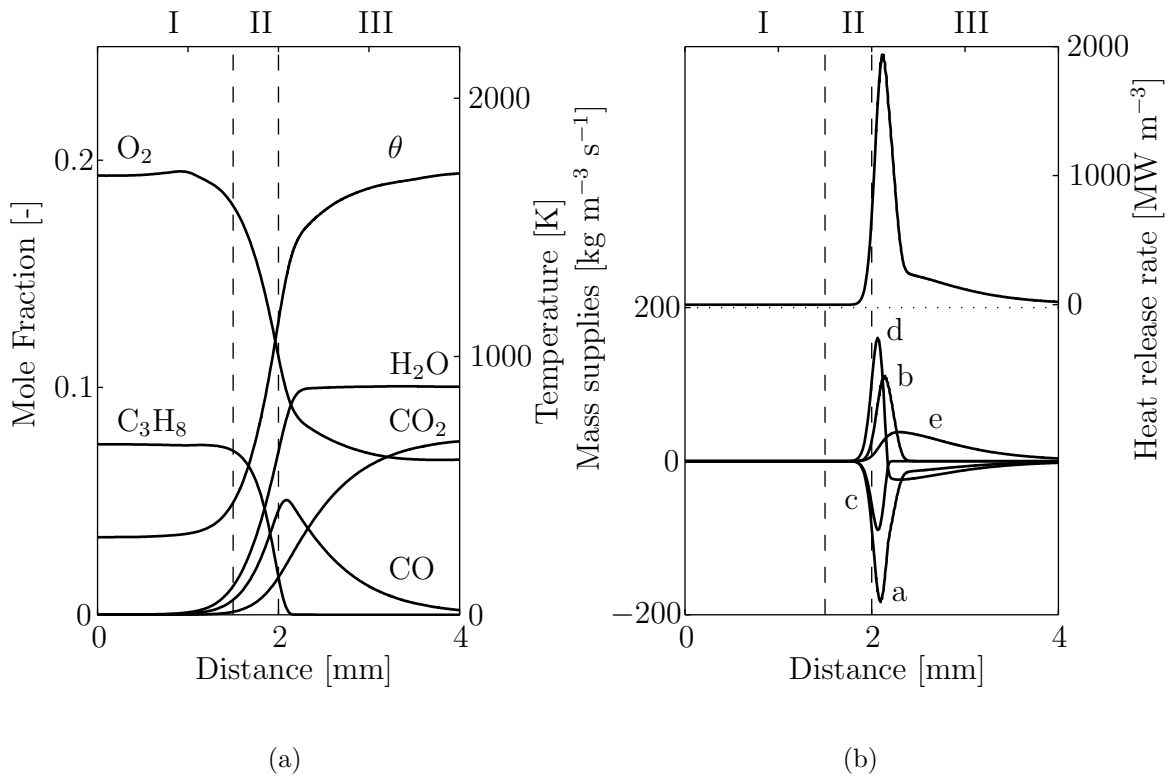 I II III
O₂
θ
C₃H₈
H₂O
CO₂
CO
0.2
0.1
0
2000
1000
0
0 2 4
Mole Fraction [-]
Temperature [K]
Distance [mm]
(a)
I II III
d
b
e
c
a
200
0
−200
2000
1000
0
0 2 4
Mass supplies [kg m⁻³ s⁻¹]
Heat release rate [MW m⁻³]
Distance [mm]
(b)